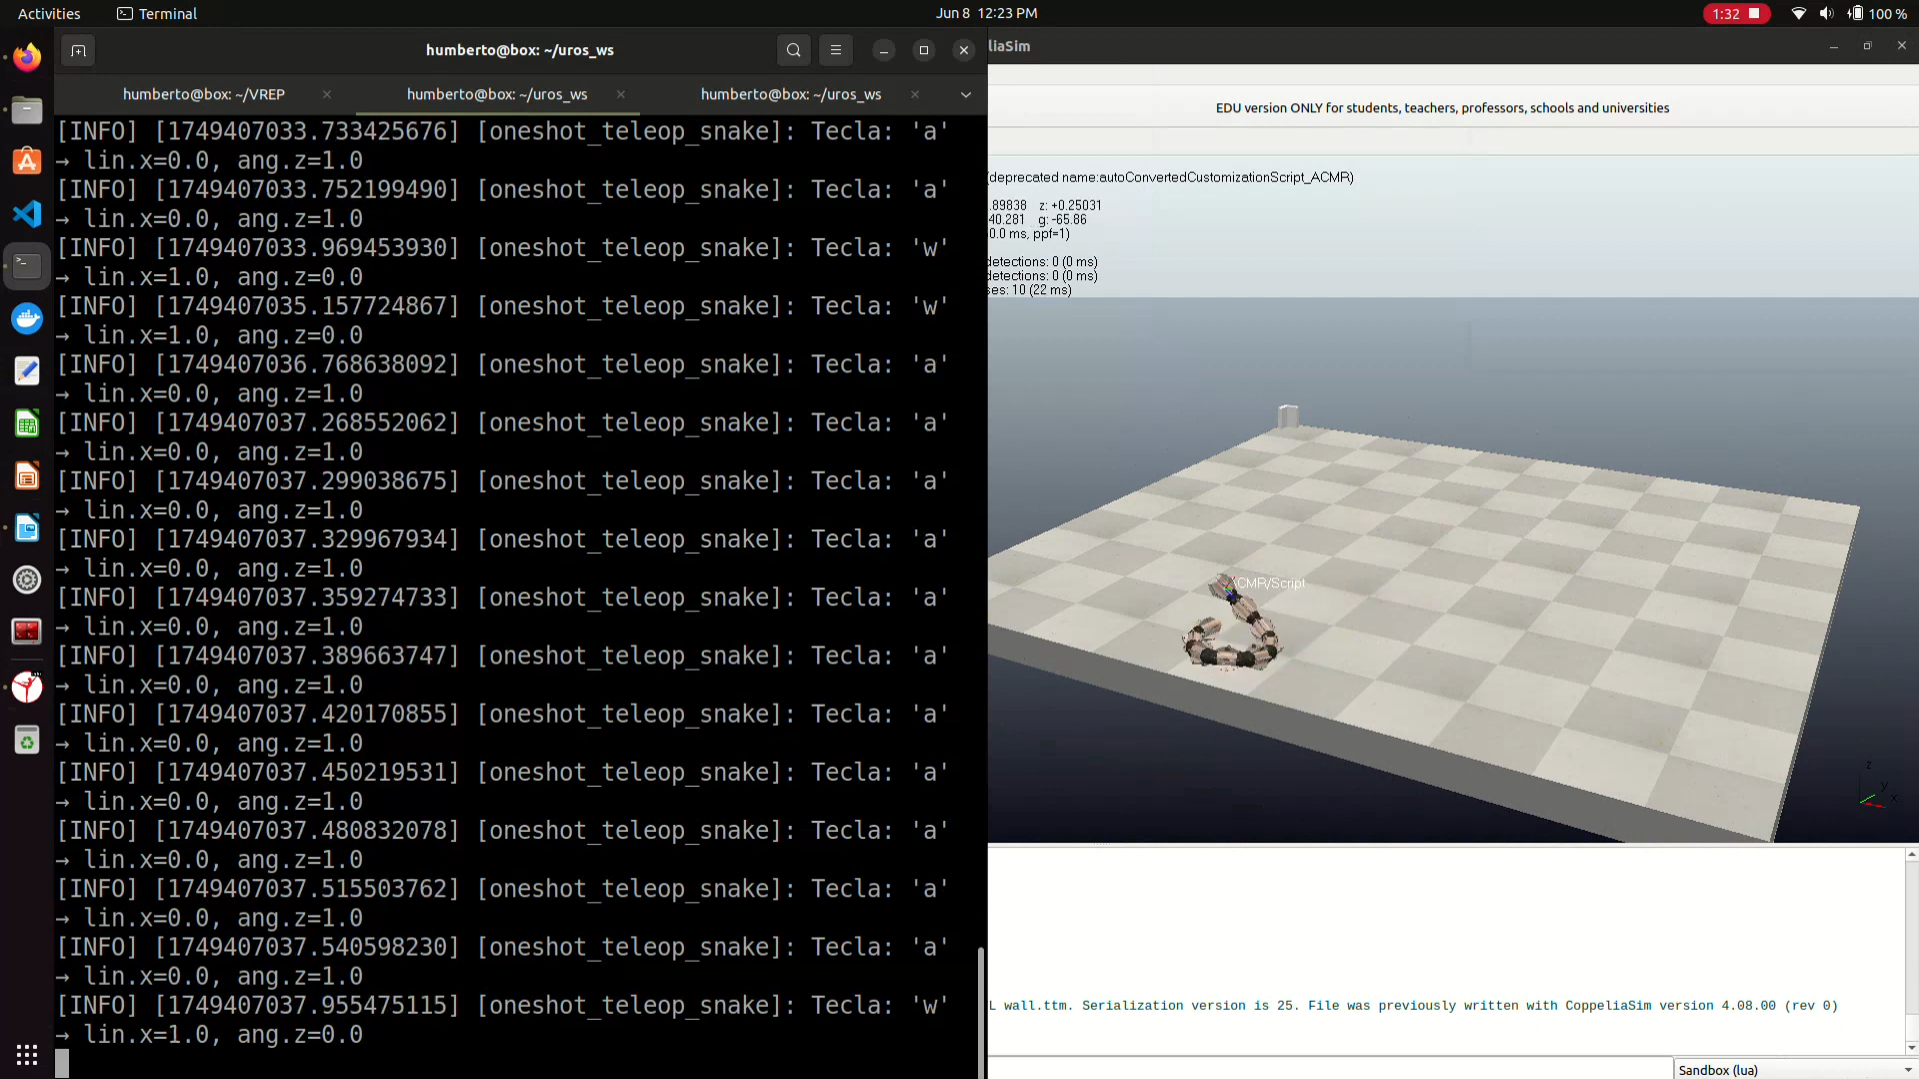 Activities
Terminal
Jun 8 12:23 PM
1:32
100 %
humberto@box: ~/uros_ws
humberto@box: ~/VREP
humberto@box: ~/uros_ws
humberto@box: ~/uros_ws
[INFO] [1749407033.733425676] [oneshot_teleop_snake]: Tecla: 'a'
→ lin.x=0.0, ang.z=1.0
[INFO] [1749407033.752199490] [oneshot_teleop_snake]: Tecla: 'a'
→ lin.x=0.0, ang.z=1.0
[INFO] [1749407033.969453930] [oneshot_teleop_snake]: Tecla: 'w'
→ lin.x=1.0, ang.z=0.0
[INFO] [1749407035.157724867] [oneshot_teleop_snake]: Tecla: 'w'
→ lin.x=1.0, ang.z=0.0
[INFO] [1749407036.768638092] [oneshot_teleop_snake]: Tecla: 'a'
→ lin.x=0.0, ang.z=1.0
[INFO] [1749407037.268552062] [oneshot_teleop_snake]: Tecla: 'a'
→ lin.x=0.0, ang.z=1.0
[INFO] [1749407037.299038675] [oneshot_teleop_snake]: Tecla: 'a'
→ lin.x=0.0, ang.z=1.0
[INFO] [1749407037.329967934] [oneshot_teleop_snake]: Tecla: 'a'
→ lin.x=0.0, ang.z=1.0
[INFO] [1749407037.359274733] [oneshot_teleop_snake]: Tecla: 'a'
→ lin.x=0.0, ang.z=1.0
[INFO] [1749407037.389663747] [oneshot_teleop_snake]: Tecla: 'a'
→ lin.x=0.0, ang.z=1.0
[INFO] [1749407037.420170855] [oneshot_teleop_snake]: Tecla: 'a'
→ lin.x=0.0, ang.z=1.0
[INFO] [1749407037.450219531] [oneshot_teleop_snake]: Tecla: 'a'
→ lin.x=0.0, ang.z=1.0
[INFO] [1749407037.480832078] [oneshot_teleop_snake]: Tecla: 'a'
→ lin.x=0.0, ang.z=1.0
[INFO] [1749407037.515503762] [oneshot_teleop_snake]: Tecla: 'a'
→ lin.x=0.0, ang.z=1.0
[INFO] [1749407037.540598230] [oneshot_teleop_snake]: Tecla: 'a'
→ lin.x=0.0, ang.z=1.0
[INFO] [1749407037.955475115] [oneshot_teleop_snake]: Tecla: 'w'
→ lin.x=1.0, ang.z=0.0
liaSim
EDU version ONLY for students, teachers, professors, schools and universities
(deprecated name:autoConvertedCustomizationScript_ACMR)
.89838 z: +0.25031
40.281 g: -65.86
0.0 ms, ppf=1)
detections: 0 (0 ms)
detections: 0 (0 ms)
ses: 10 (22 ms)
CMR/Script
z
y
x
L wall.ttm. Serialization version is 25. File was previously written with CoppeliaSim version 4.08.00 (rev 0)
Sandbox (lua)